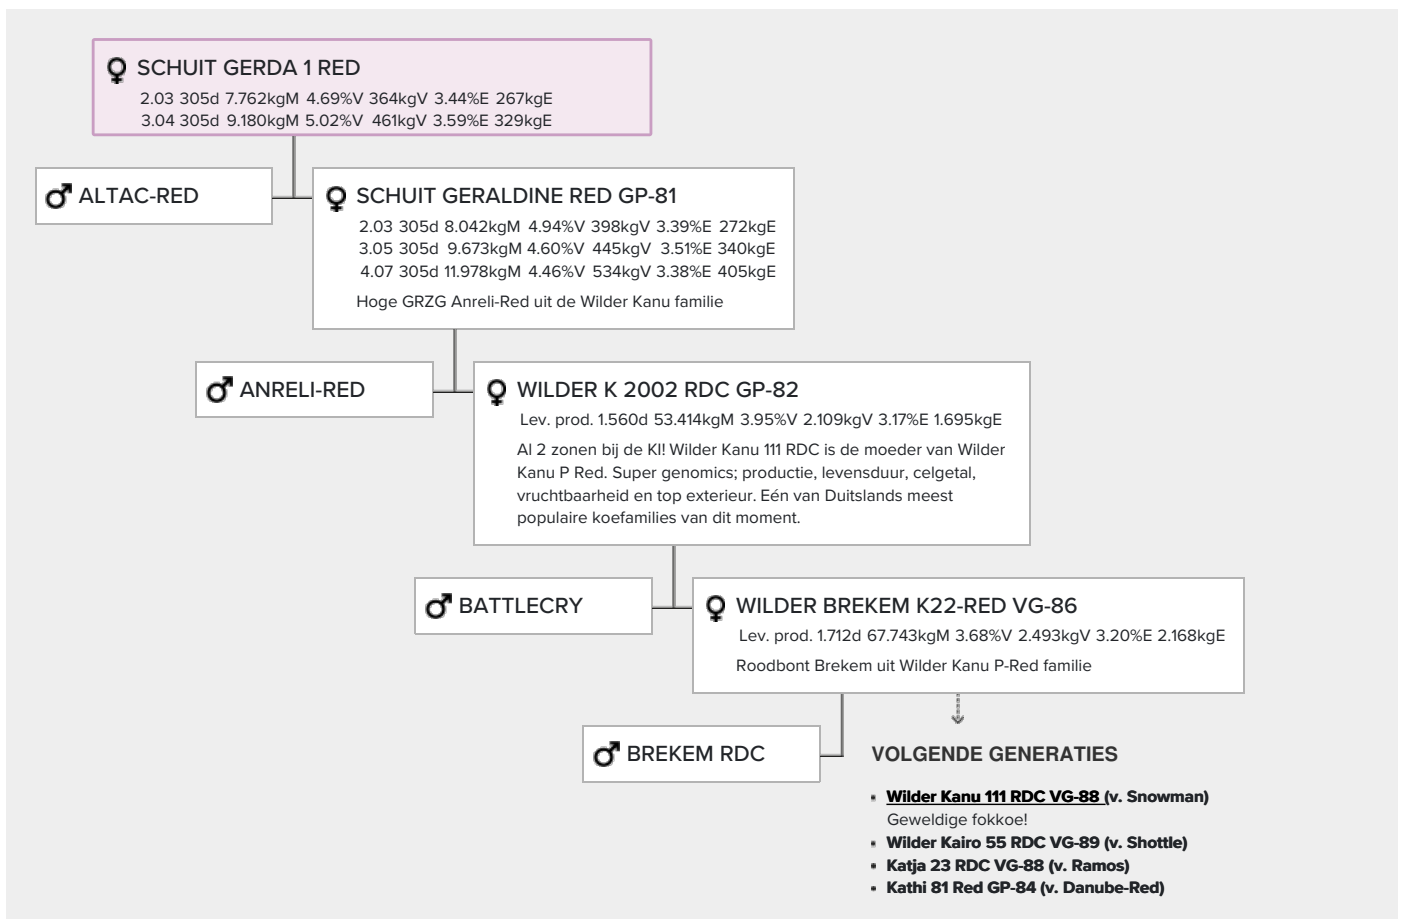 SCHUIT GERDA 1 RED
2.03 305d 7.762kgM 4.69%V 364kgV 3.44%E 267kgE
3.04 305d 9.180kgM 5.02%V 461kgV 3.59%E 329kgE
ALTAC-RED
SCHUIT GERALDINE RED GP-81
2.03 305d 8.042kgM 4.94%V 398kgV 3.39%E 272kgE
3.05 305d 9.673kgM 4.60%V 445kgV 3.51%E 340kgE
4.07 305d 11.978kgM 4.46%V 534kgV 3.38%E 405kgE
Hoge GRZG Anreli-Red uit de Wilder Kanu familie
ANRELI-RED
WILDER K 2002 RDC GP-82
Lev. prod. 1.560d 53.414kgM 3.95%V 2.109kgV 3.17%E 1.695kgE
Al 2 zonen bij de KI! Wilder Kanu 111 RDC is de moeder van Wilder
Kanu P Red. Super genomics; productie, levensduur, celgetal,
vruchtbaarheid en top exterieur. Eén van Duitslands meest
populaire koefamilies van dit moment.
BATTLECRY
WILDER BREKEM K22-RED VG-86
Lev. prod. 1.712d 67.743kgM 3.68%V 2.493kgV 3.20%E 2.168kgE
Roodbont Brekem uit Wilder Kanu P-Red familie
BREKEM RDC
VOLGENDE GENERATIES
▪ Wilder Kanu 111 RDC VG-88 (v. Snowman)
Geweldige fokkoe!
▪ Wilder Kairo 55 RDC VG-89 (v. Shottle)
▪ Katja 23 RDC VG-88 (v. Ramos)
▪ Kathi 81 Red GP-84 (v. Danube-Red)